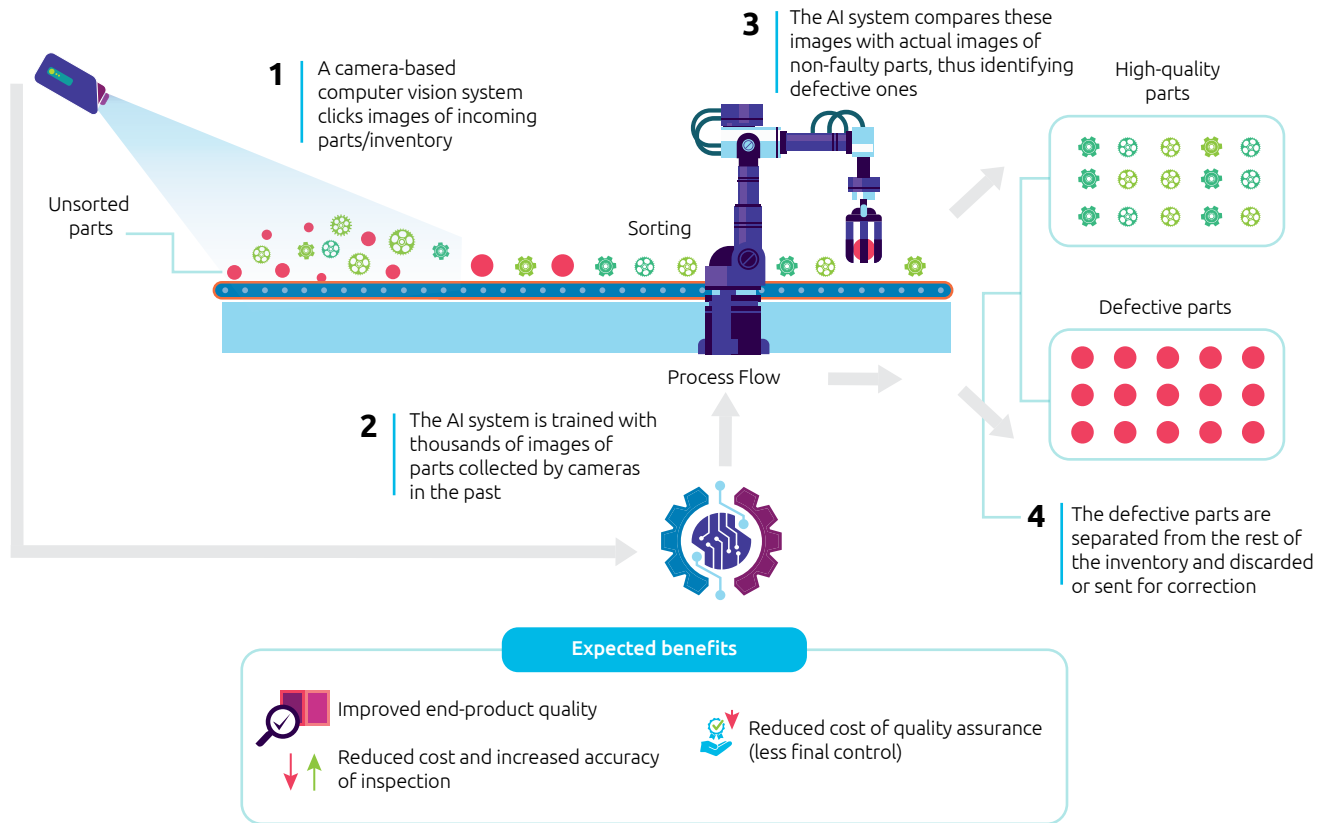 1
A camera-based
computer vision system
clicks images of incoming
parts/inventory
3
The AI system compares these
images with actual images of
non-faulty parts, thus identifying
defective ones
High-quality
parts
Unsorted
parts
Sorting
Defective parts
Process Flow
2
The AI system is trained with
thousands of images of
parts collected by cameras
in the past
4
The defective parts are
separated from the rest of
the inventory and discarded
or sent for correction
Expected benefits
Improved end-product quality
Reduced cost and increased accuracy
of inspection
Reduced cost of quality assurance
(less final control)